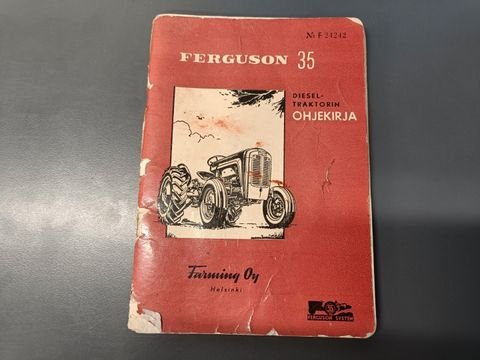 № F 21242
FERGUSON 35
DIESEL-
TRAKTORIN
OHJEKIRJA
Farming Oy
Helsinki
FERGUSON SYSTEM